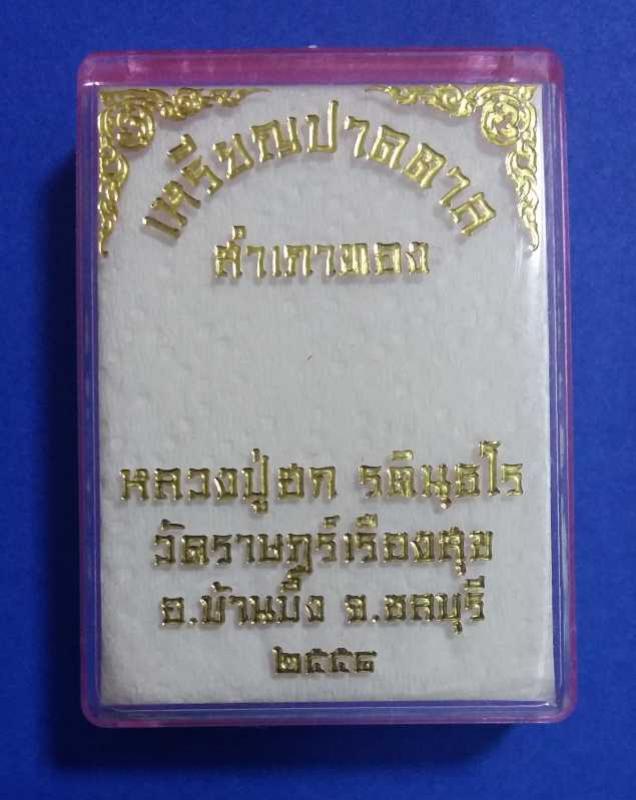 เหรียญปาดตาล
สำเภาทอง
หลวงปู่ฮก รตินฺธโร
วัดราษฎร์เรืองสุข
อ.บ้านบึง จ.ชลบุรี
๒๕๕๔